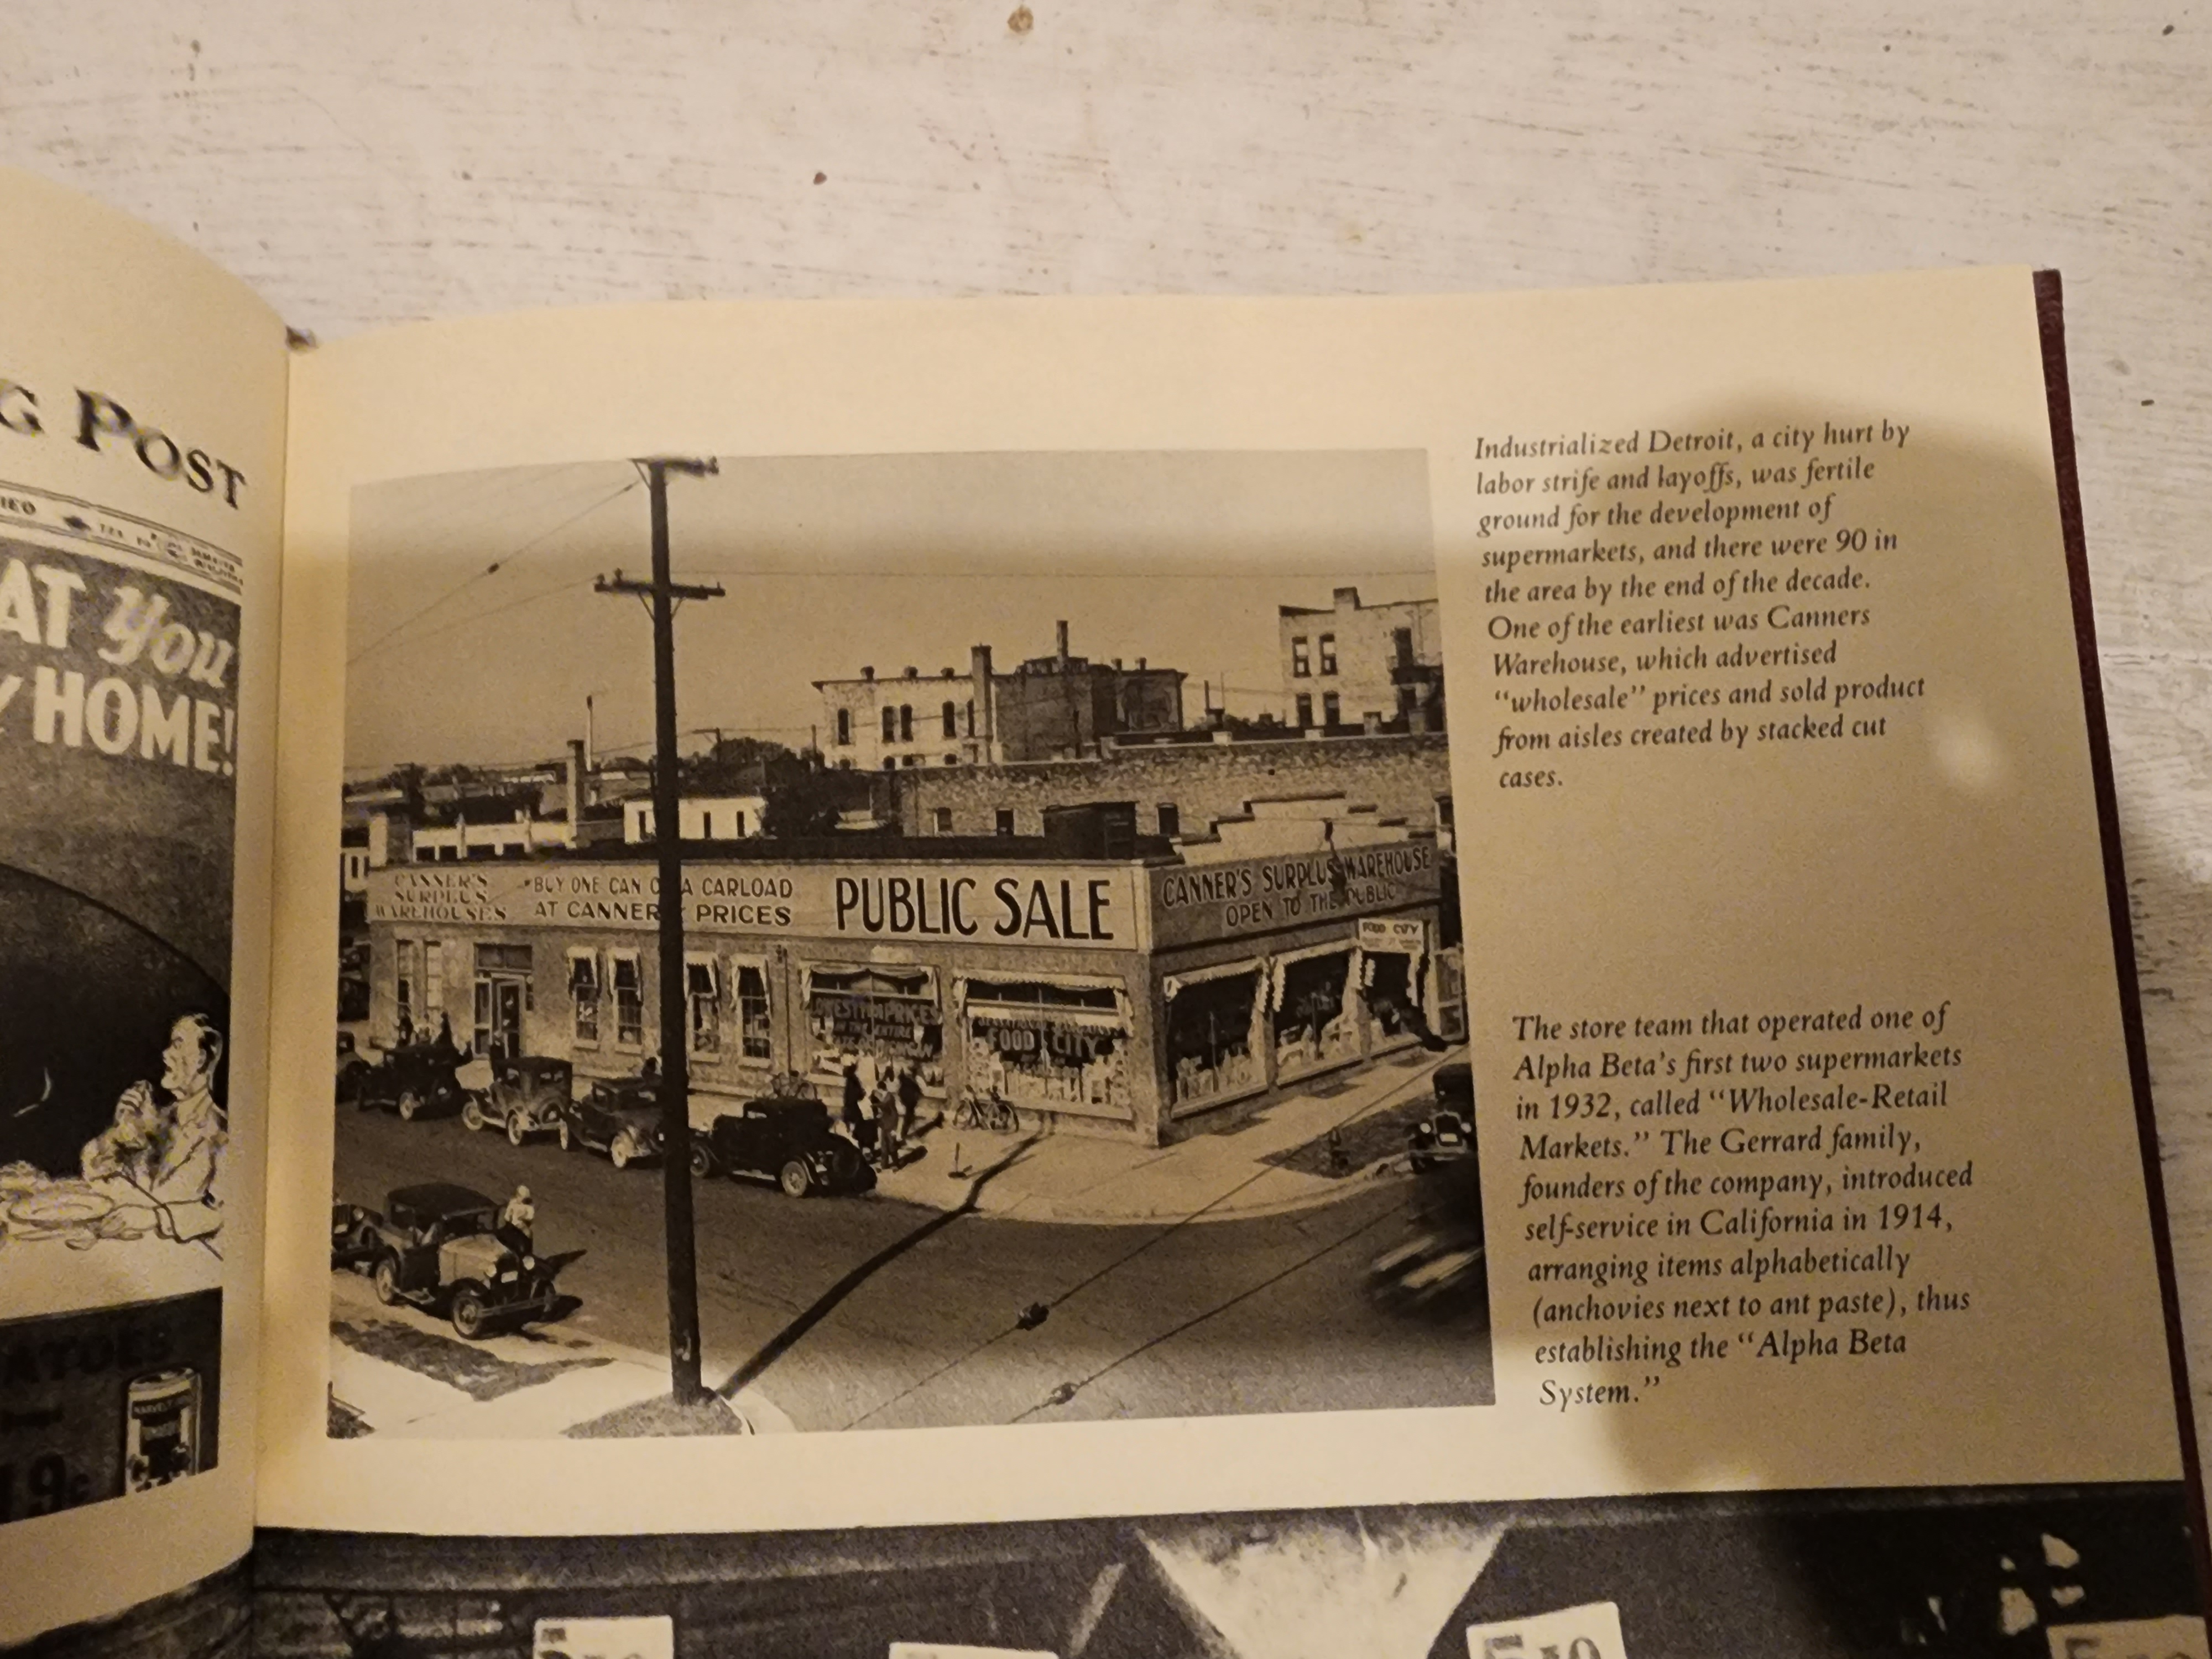 G POST
AT you
HOME!
19c
CANNER'S
SURPLUS
WAREHOUSES
BUY ONE CAN O A CARLOAD
AT CANNER PRICES
PUBLIC SALE
CANNER'S SURPLUS WAREHOUSE
OPEN TO THE PUBLIC
FOOD CITY
LOWEST PRICES
IN THE ENTIRE
FOOD CITY
Industrialized Detroit, a city hurt by
labor strife and layoffs, was fertile
ground for the development of
supermarkets, and there were 90 in
the area by the end of the decade.
One of the earliest was Canners
Warehouse, which advertised
“wholesale” prices and sold product
from aisles created by stacked cut
cases.
The store team that operated one of
Alpha Beta’s first two supermarkets
in 1932, called “Wholesale-Retail
Markets.” The Gerrard family,
founders of the company, introduced
self-service in California in 1914,
arranging items alphabetically
(anchovies next to ant paste), thus
establishing the “Alpha Beta
System.”